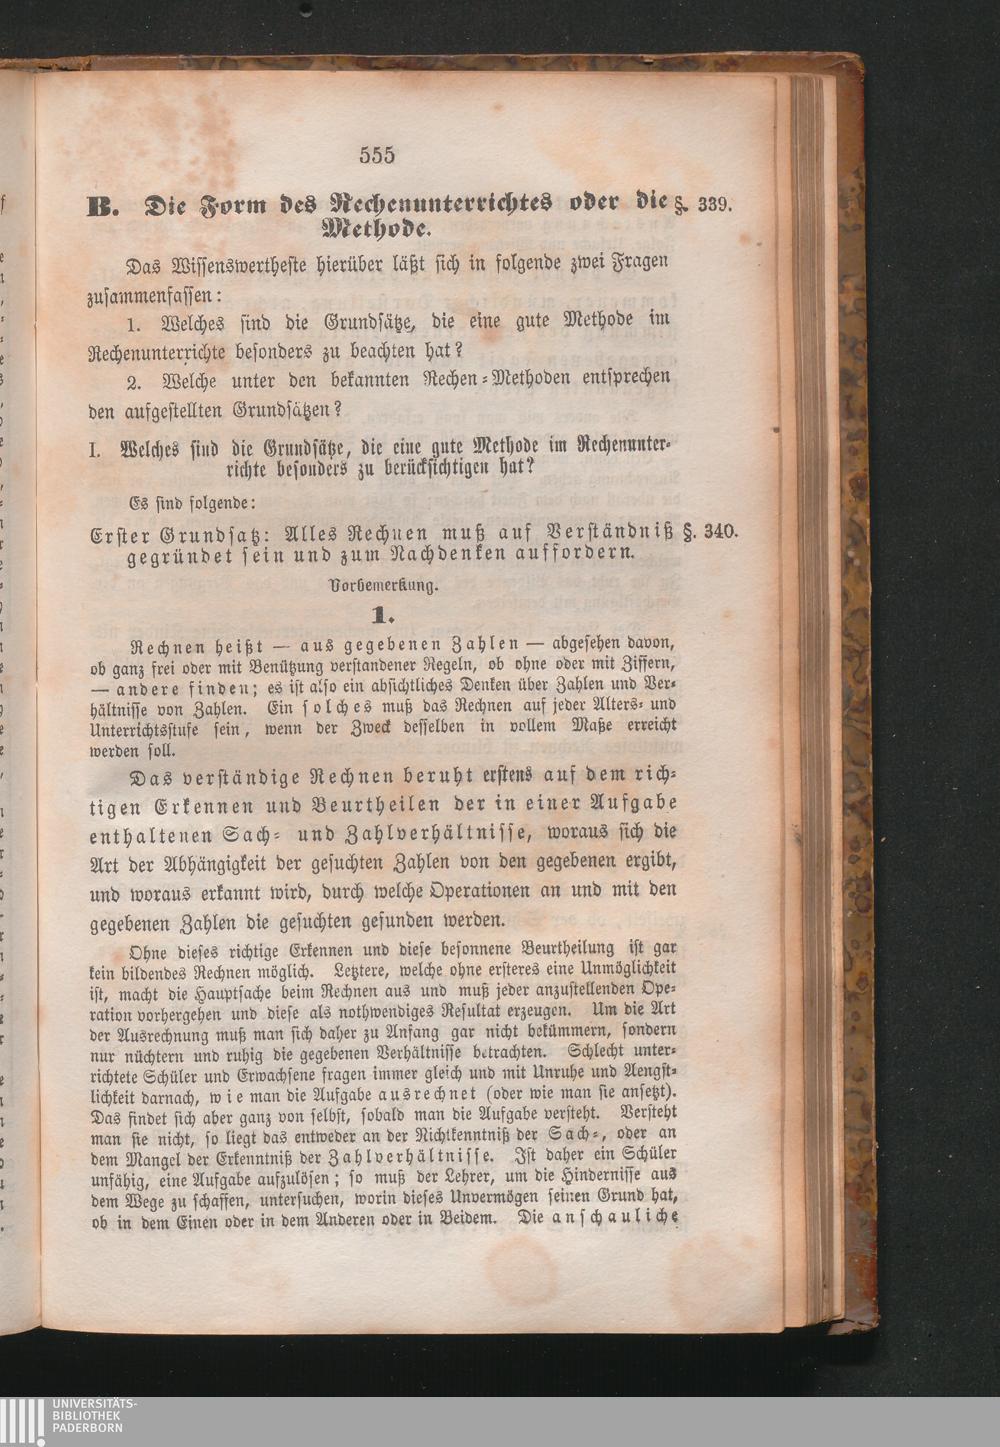 555
B. Die Form des Rechenunterrichtes oder die §. 339.
Methode.
Das Wissenswertheste hierüber läßt sich in folgende zwei Fragen
zusammenfassen:
1. Welches sind die Grundsätze, die eine gute Methode im
Rechenunterrichte besonders zu beachten hat?
2. Welche unter den bekannten Rechen-Methoden entsprechen
den aufgestellten Grundsätzen?
I. Welches sind die Grundsätze, die eine gute Methode im Rechenunter-
richte besonders zu berücksichtigen hat?
Es sind folgende:
Erster Grundsatz: Alles Rechnen muß auf Verständniß §. 340.
gegründet sein und zum Nachdenken auffordern.
Vorbemerkung.
1.
Rechnen heißt — aus gegebenen Zahlen — abgesehen davon,
ob ganz frei oder mit Benützung verstandener Regeln, ob ohne oder mit Ziffern,
— andere finden; es ist also ein absichtliches Denken über Zahlen und Ver-
hältnisse von Zahlen. Ein solches muß das Rechnen auf jeder Alters- und
Unterrichtsstufe sein, wenn der Zweck desselben in vollem Maße erreicht
werden soll.
Das verständige Rechnen beruht erstens auf dem rich-
tigen Erkennen und Beurtheilen der in einer Aufgabe
enthaltenen Sach- und Zahlverhältnisse, woraus sich die
Art der Abhängigkeit der gesuchten Zahlen von den gegebenen ergibt,
und woraus erkannt wird, durch welche Operationen an und mit den
gegebenen Zahlen die gesuchten gefunden werden.
Ohne dieses richtige Erkennen und diese besonnene Beurtheilung ist gar
kein bildendes Rechnen möglich. Letztere, welche ohne ersteres eine Unmöglichkeit
ist, macht die Hauptsache beim Rechnen aus und muß jeder anzustellenden Ope-
ration vorhergehen und diese als nothwendiges Resultat erzeugen. Um die Art
der Ausrechnung muß man sich daher zu Anfang gar nicht bekümmern, sondern
nur nüchtern und ruhig die gegebenen Verhältnisse betrachten. Schlecht unter-
richtete Schüler und Erwachsene fragen immer gleich und mit Unruhe und Aengst-
lichkeit darnach, wie man die Aufgabe ausrechnet (oder wie man sie ansetzt).
Das findet sich aber ganz von selbst, sobald man die Aufgabe versteht. Versteht
man sie nicht, so liegt das entweder an der Nichtkenntniß der Sach-, oder an
dem Mangel der Erkenntniß der Zahlverhältnisse. Ist daher ein Schüler
unfähig, eine Aufgabe aufzulösen; so muß der Lehrer, um die Hindernisse aus
dem Wege zu schaffen, untersuchen, worin dieses Unvermögen seinen Grund hat,
ob in dem Einen oder in dem Anderen oder in Beidem. Die anschauliche
UNIVERSITÄTS-
BIBLIOTHEK
PADERBORN